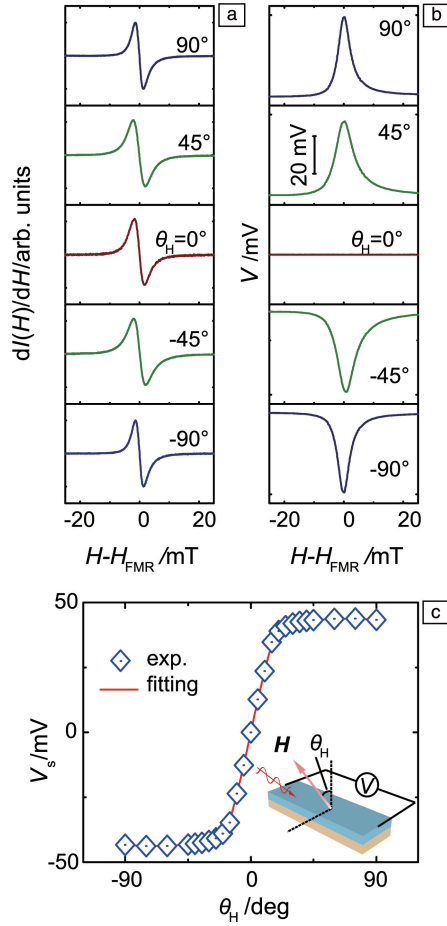 a
90°
45°
θH=0°
-45°
-90°
dI(H)/dH/arb. units
-20
0
20
H-HFMR /mT
b
90°
45°
20 mV
θH=0°
-45°
-90°
V /mV
-20
0
20
H-HFMR /mT
c
50
0
-50
Vs/mV
exp.
fitting
H
θH
V
-90
0
90
θH /deg